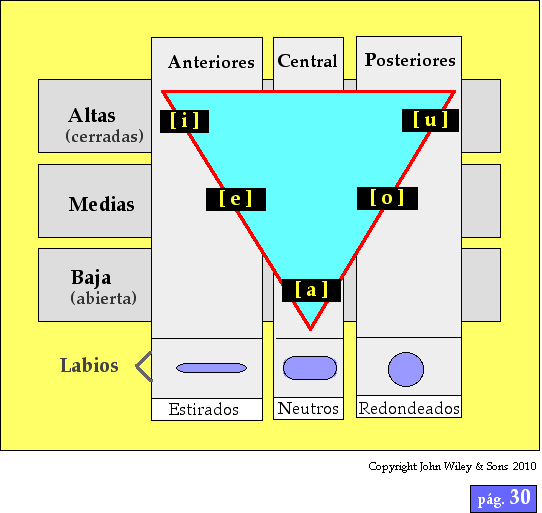 Anteriores Central Posteriores
Altas
(cerradas)
[ i ] [ u ]
Medias
[ e ] [ o ]
Baja
(abierta)
[ a ]
Labios
Estirados Neutros Redondeados
Copyright John Wiley & Sons 2010
pág. 30